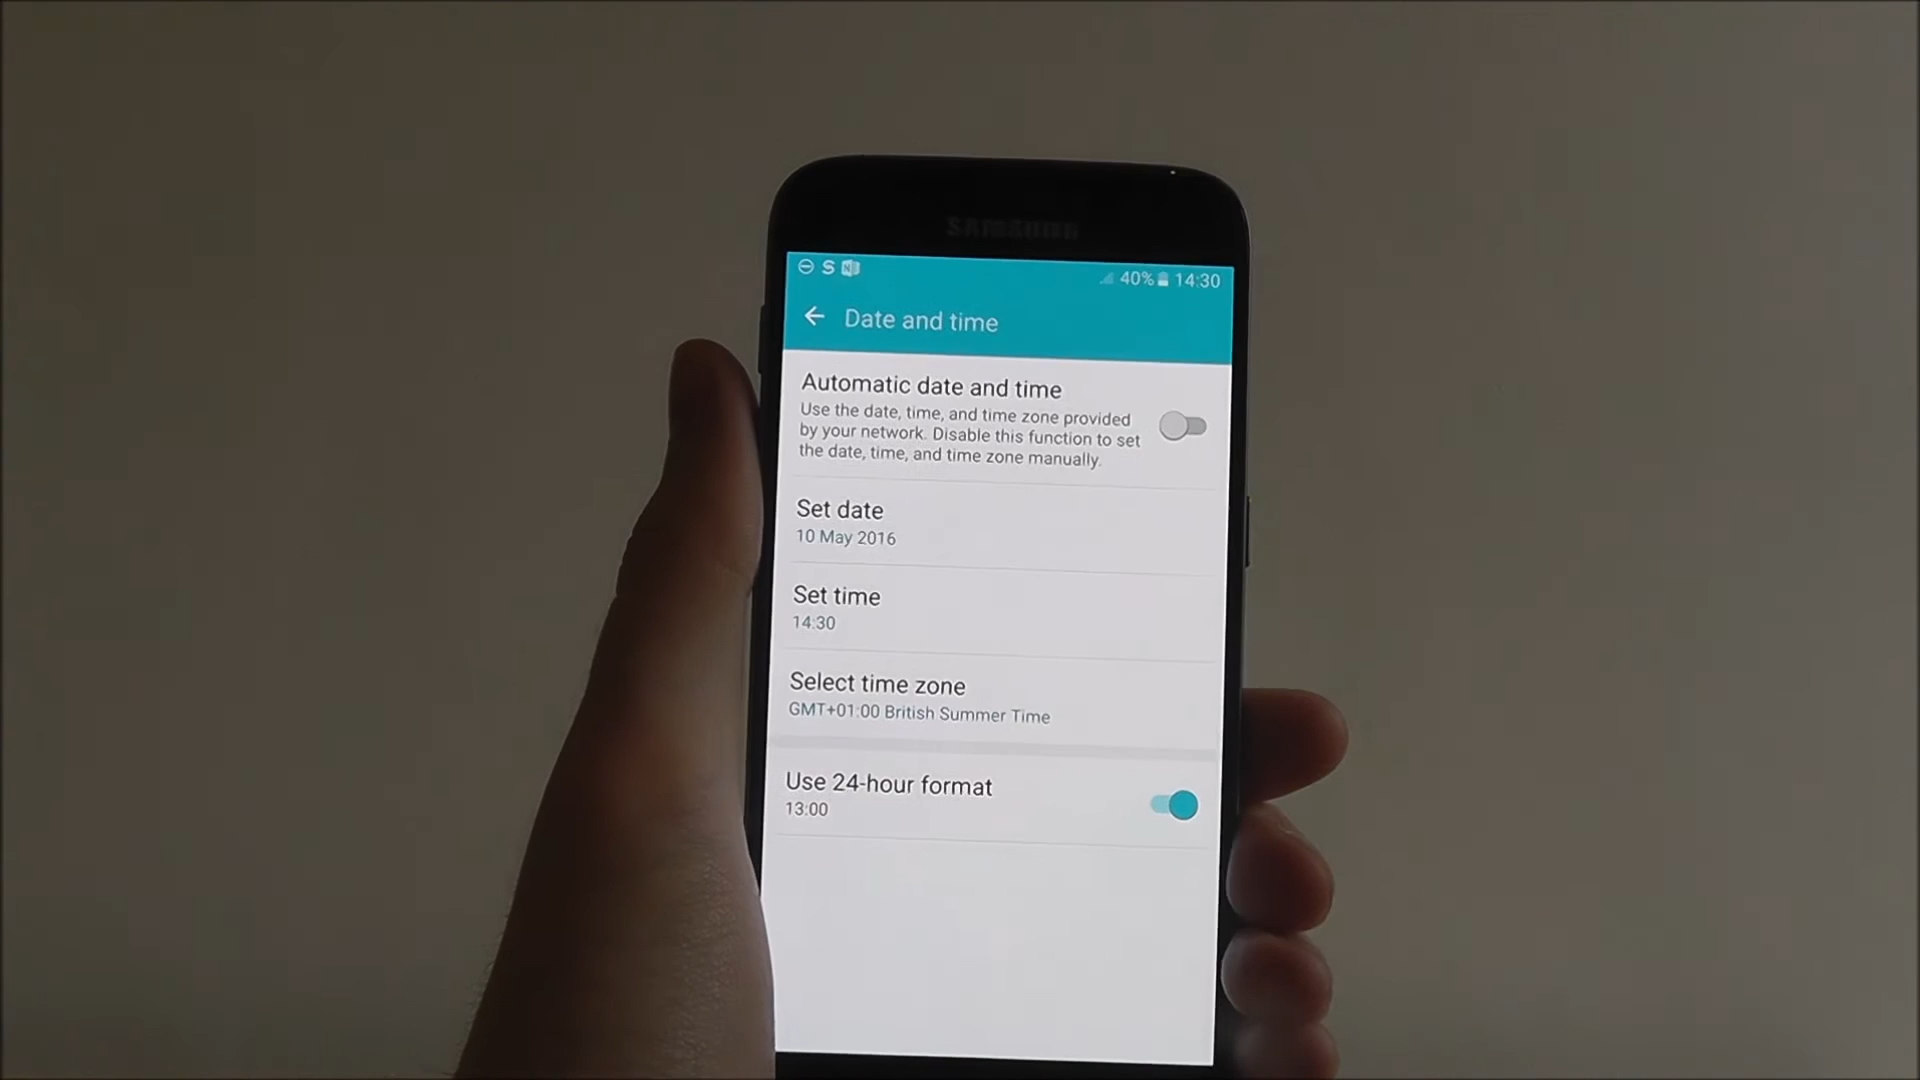 SAMSUNG
S N 40% 14:30
Date and time
Automatic date and time
Use the date, time, and time zone provided
by your network. Disable this function to set
the date, time, and time zone manually.
Set date
10 May 2016
Set time
14:30
Select time zone
GMT+01:00 British Summer Time
Use 24-hour format
13:00